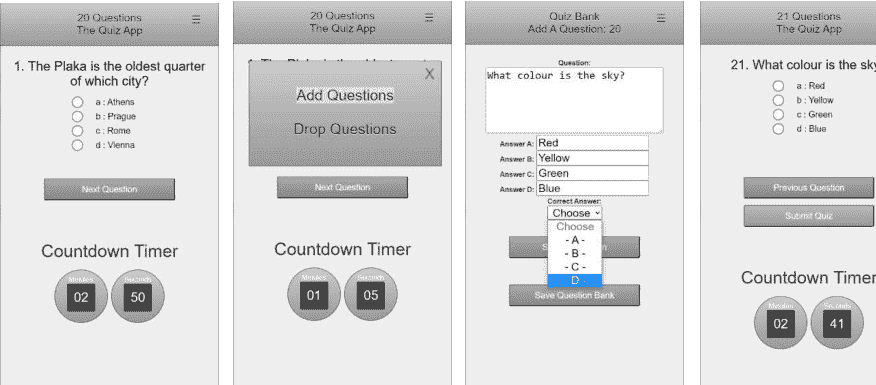 20 Questions
The Quiz App
1. The Plaka is the oldest quarter
of which city?
a : Athens
b : Prague
c : Rome
d : Vienna
Next Question
Countdown Timer
Minutes
Seconds
02
50
20 Questions
The Quiz App
X
Add Questions
Drop Questions
Next Question
Countdown Timer
Minutes
Seconds
01
05
Quiz Bank
Add A Question: 20
Question:
What colour is the sky?
Answer A: Red
Answer B: Yellow
Answer C: Green
Answer D: Blue
Correct Answer:
Choose
Choose
- A -
- B -
- C -
- D -
Save Question Bank
21 Questions
The Quiz App
21. What colour is the sky
a : Red
b : Yellow
c : Green
d : Blue
Previous Question
Submit Quiz
Countdown Timer
Minutes
Seconds
02
41